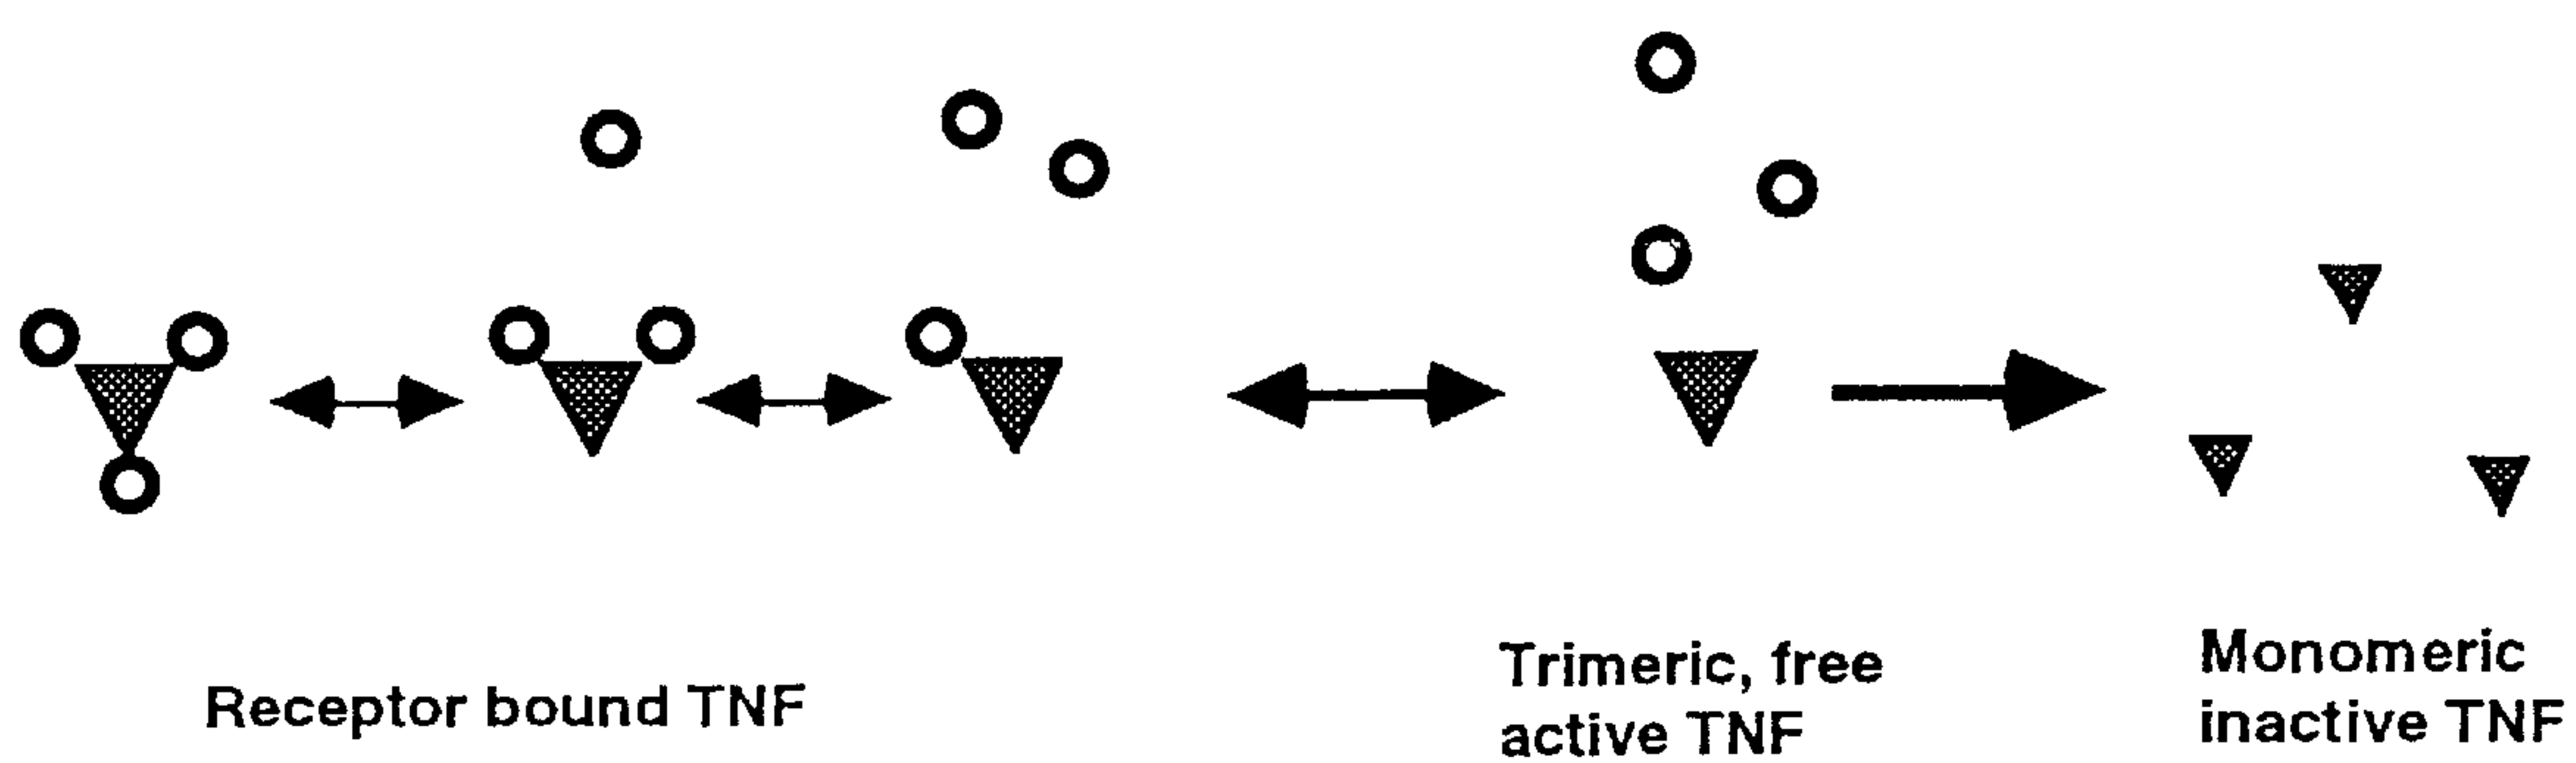 Receptor bound TNF
Trimeric, free
active TNF
Monomeric
inactive TNF